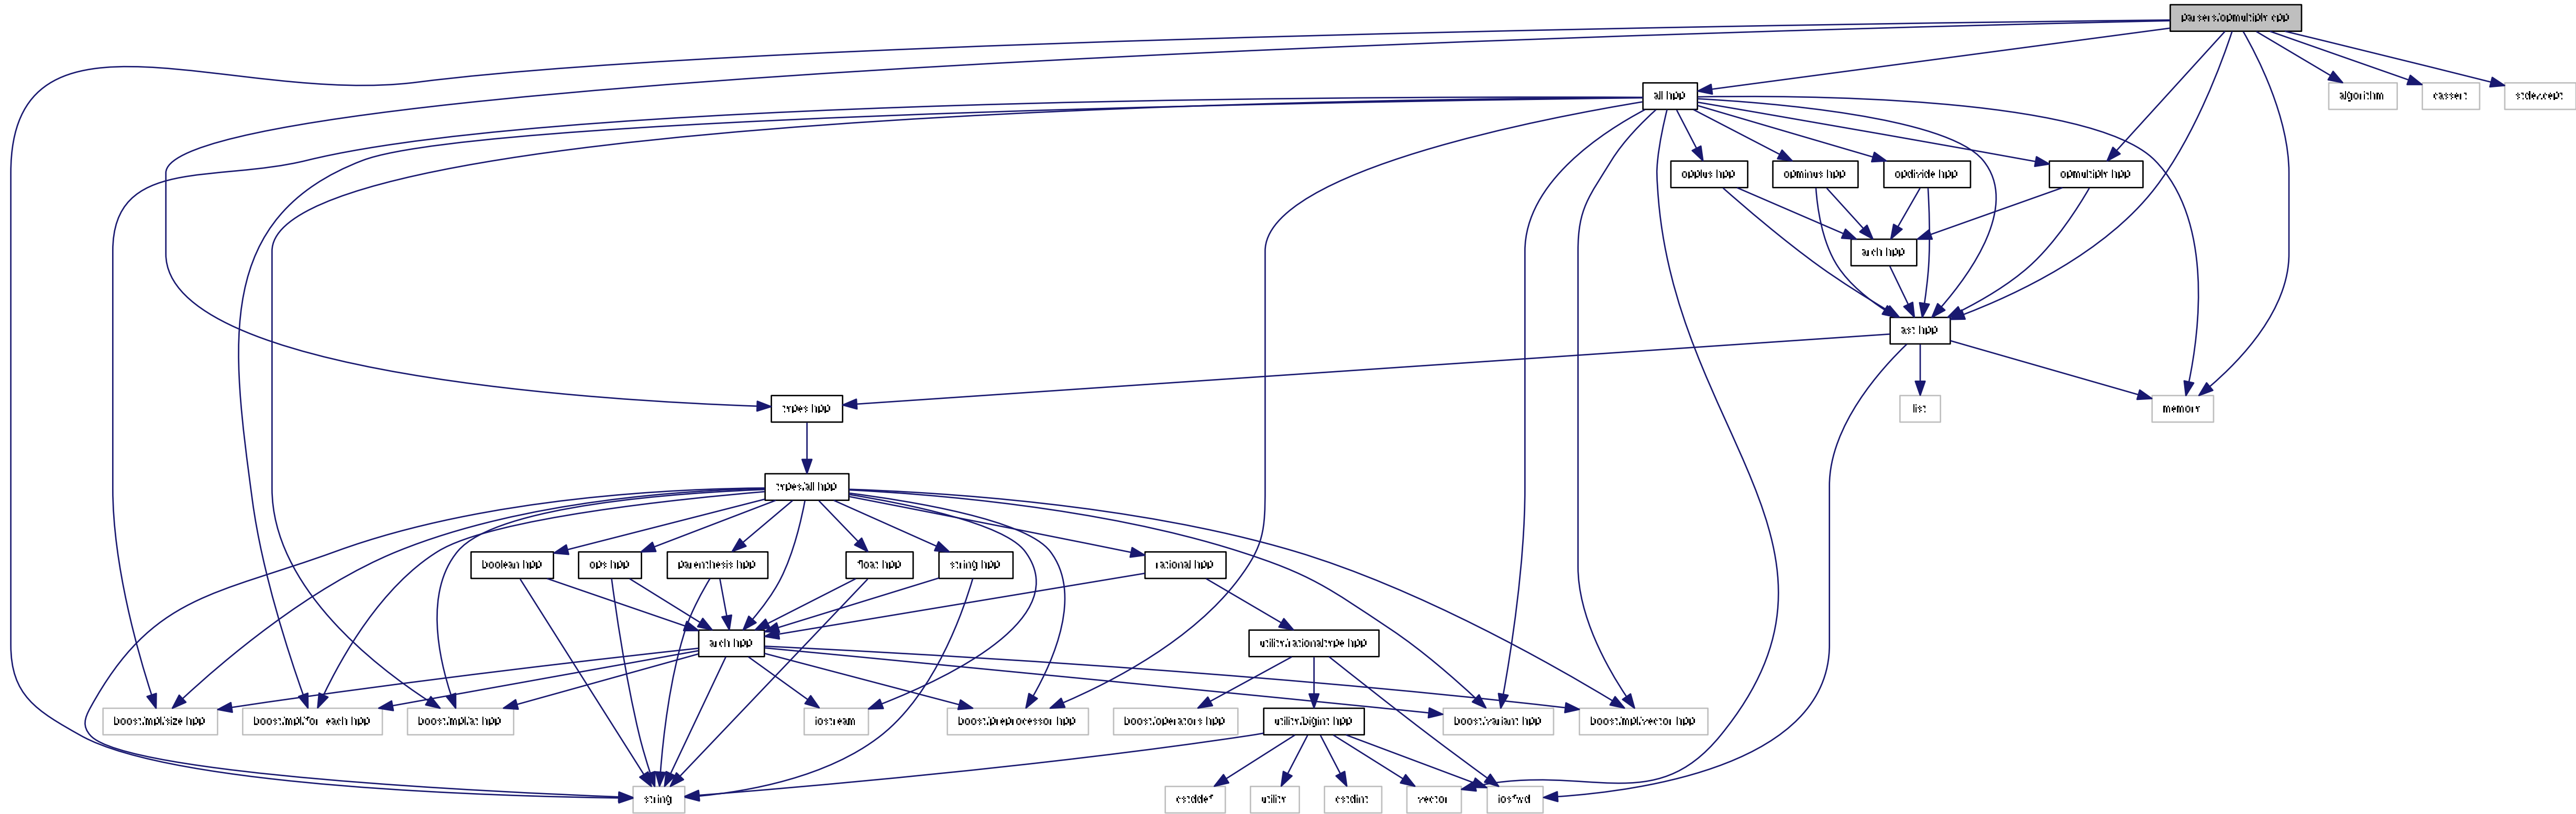 parsers/opmultiply.cpp
all.hpp
algorithm
cassert
stdexcept
opplus.hpp
opminus.hpp
opdivide.hpp
opmultiply.hpp
arch.hpp
ast.hpp
types.hpp
list
memory
types/all.hpp
boolean.hpp
ops.hpp
parenthesis.hpp
float.hpp
string.hpp
rational.hpp
arch.hpp
utility/rationaltype.hpp
boost/mpl/size.hpp
boost/mpl/for_each.hpp
boost/mpl/at.hpp
iostream
boost/preprocessor.hpp
boost/operators.hpp
utility/bigint.hpp
boost/variant.hpp
boost/mpl/vector.hpp
string
cstddef
utility
cstdint
vector
iosfwd